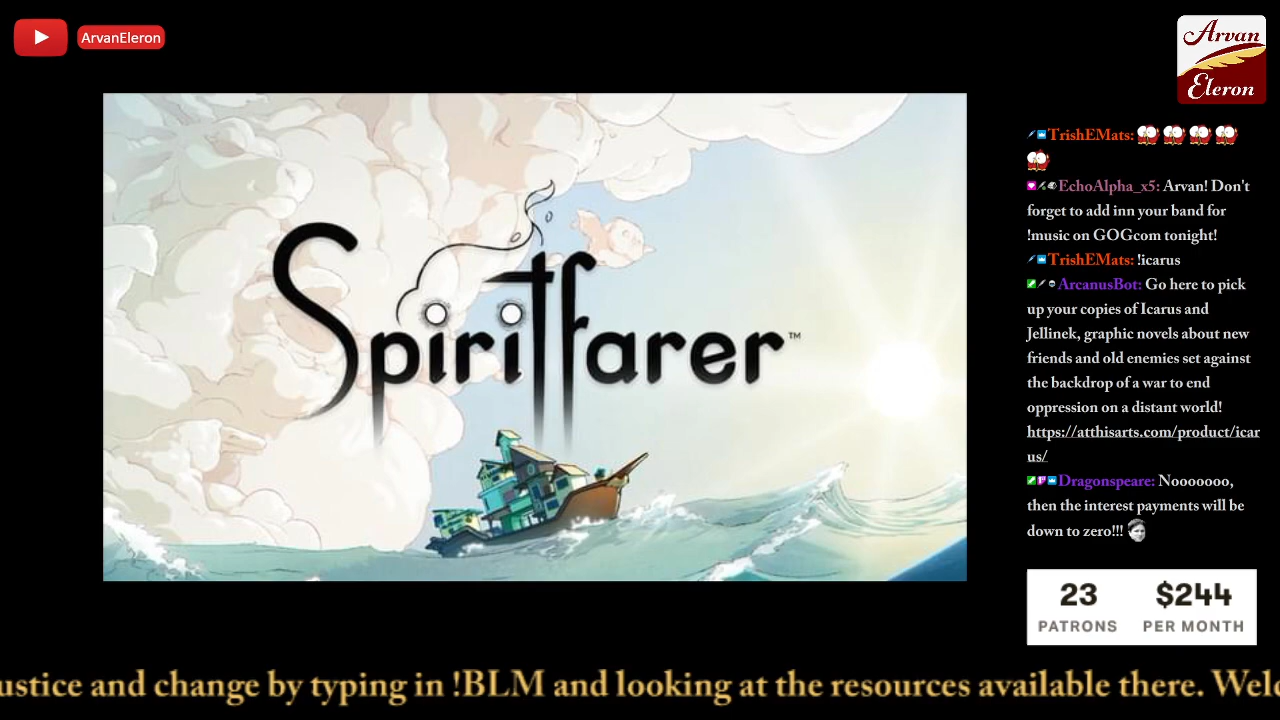 ArvanEleron
Arvan
Eleron
Spiritfarer™
TrishEMats:
EchoAlpha_x5: Arvan! Don't
forget to add inn your band for
!music on GOGcom tonight!
TrishEMats: !icarus
ArcanusBot: Go here to pick
up your copies of Icarus and
Jellinek, graphic novels about new
friends and old enemies set against
the backdrop of a war to end
oppression on a distant world!
https://atthisarts.com/product/icar
us/
Dragonspeare: Nooooooo,
then the interest payments will be
down to zero!!!
23 $244
PATRONS PER MONTH
ustice and change by typing in !BLM and looking at the resources available there. Welc